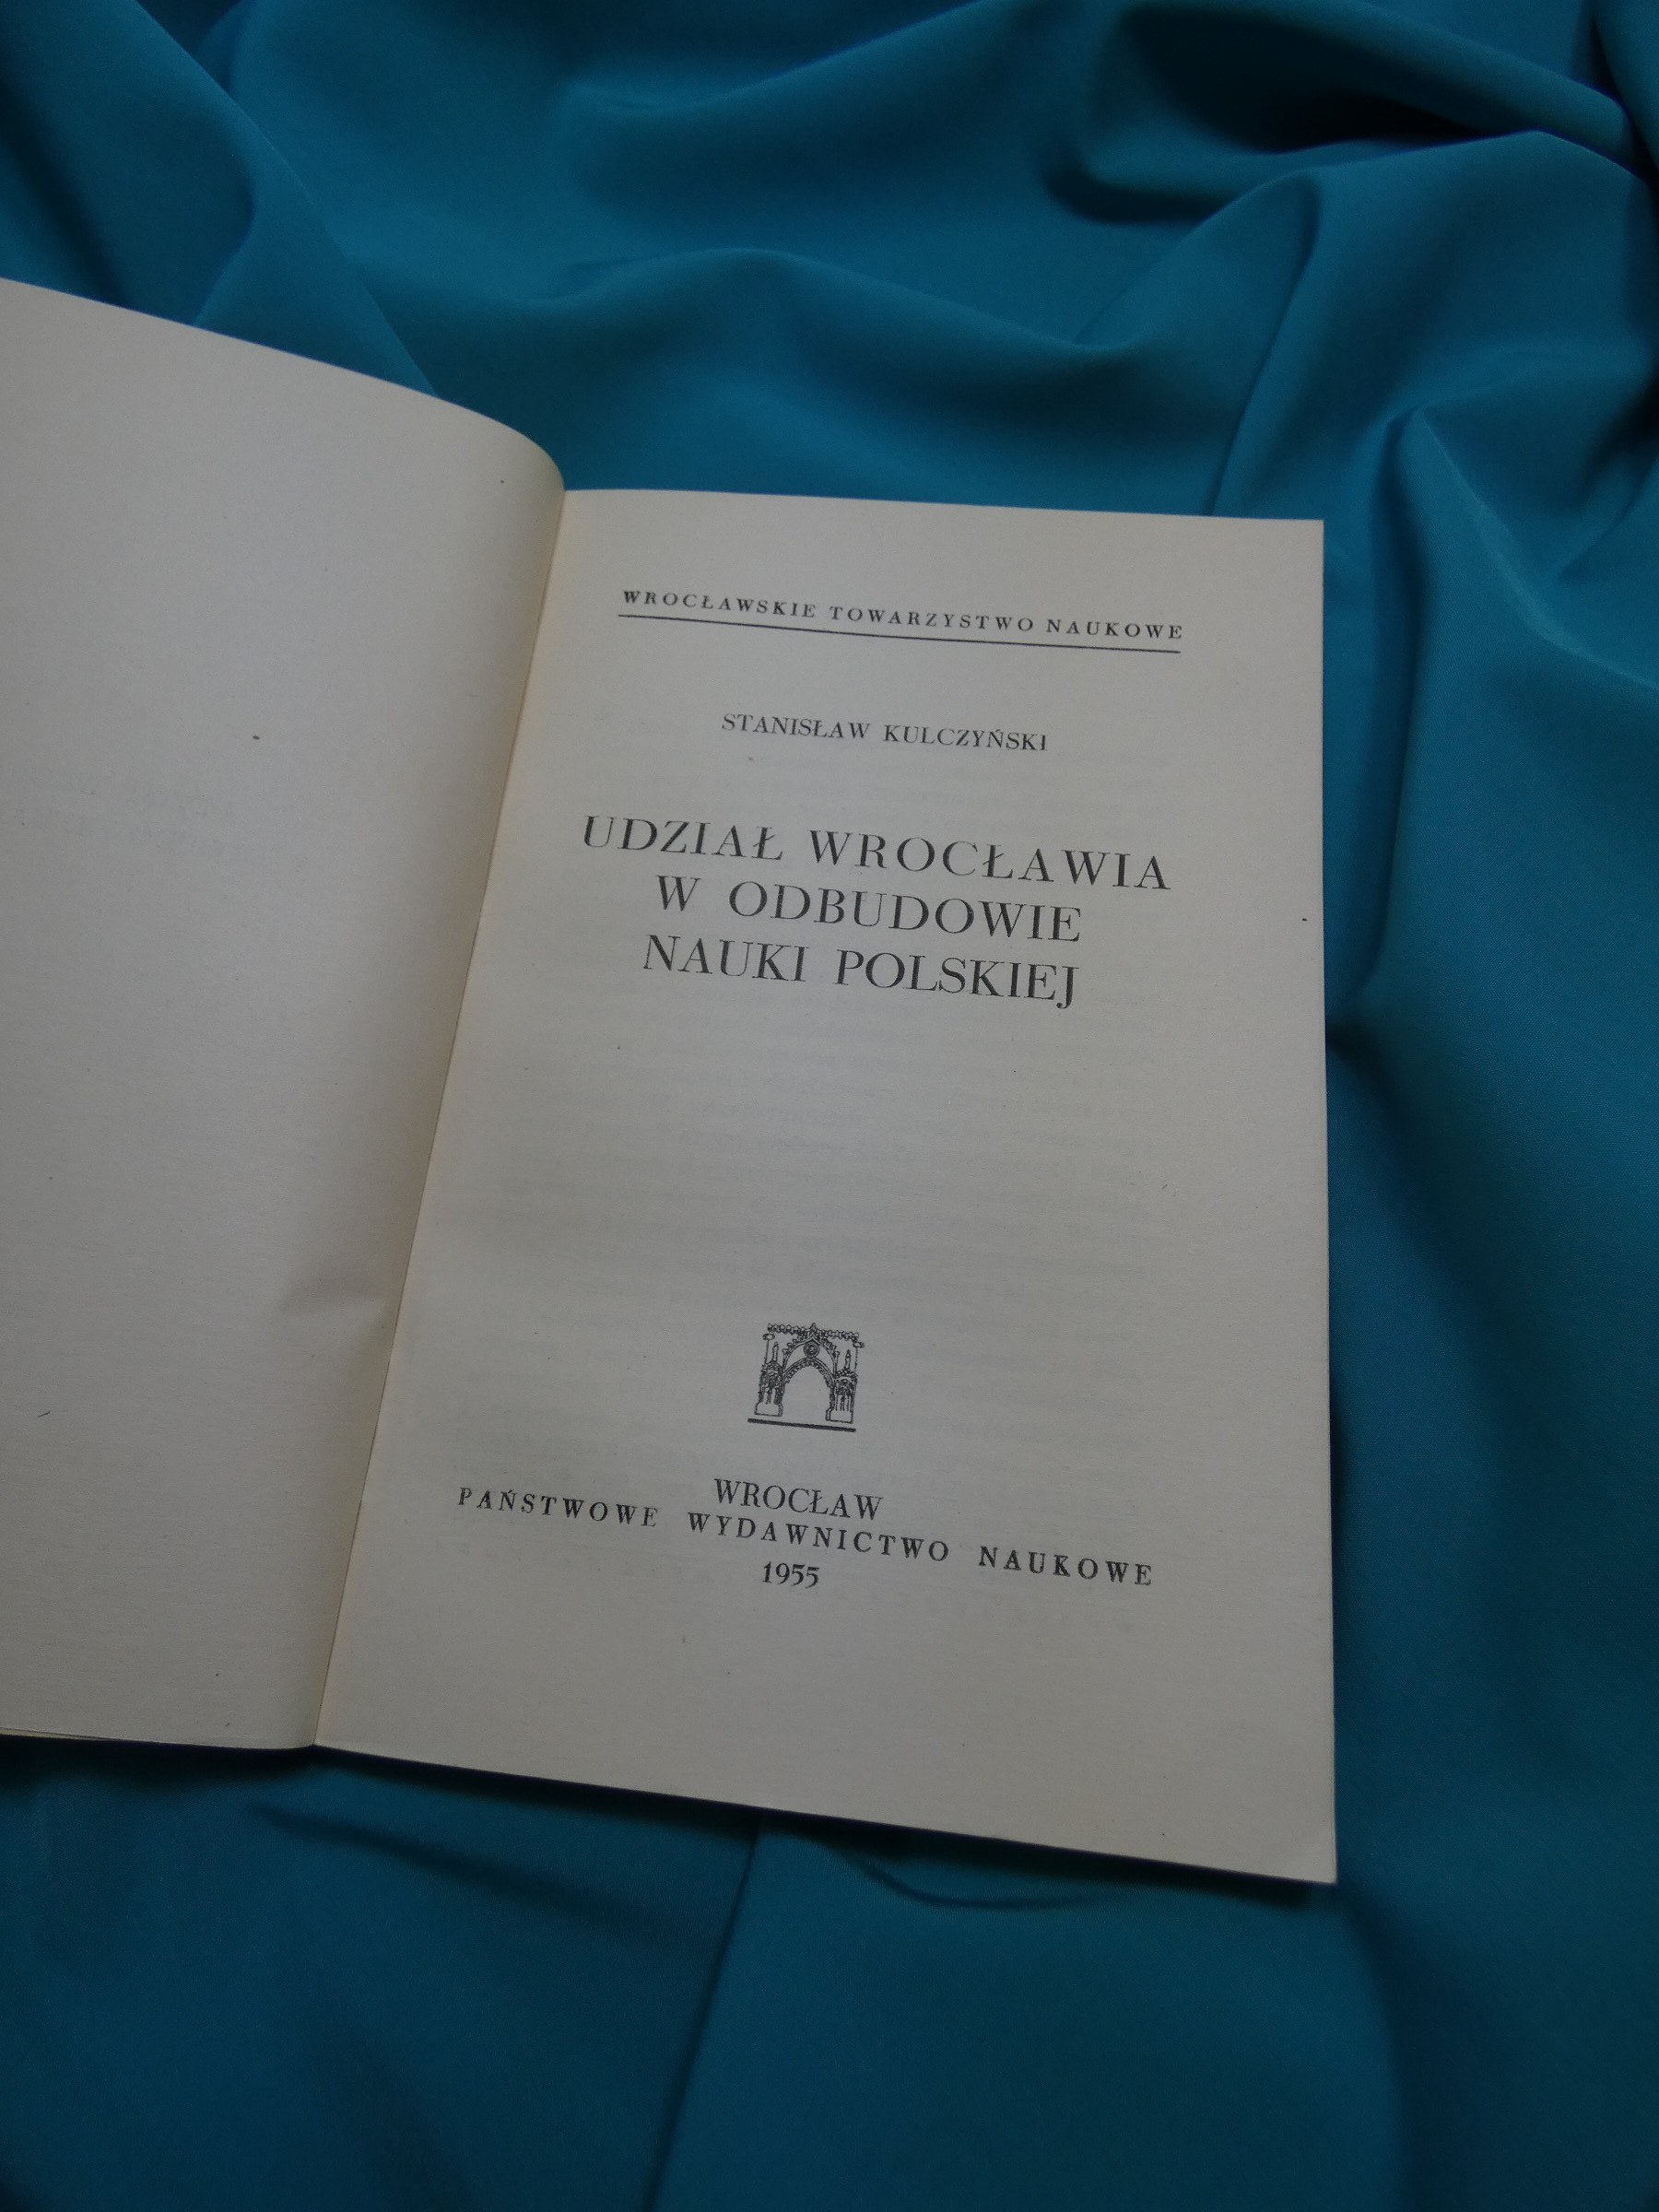 WROCŁAWSKIE TOWARZYSTWO NAUKOWE
STANISŁAW KULCZYŃSKI
UDZIAŁ WROCŁAWIA
W ODBUDOWIE
NAUKI POLSKIEJ
WROCŁAW
PAŃSTWOWE WYDAWNICTWO NAUKOWE
1955